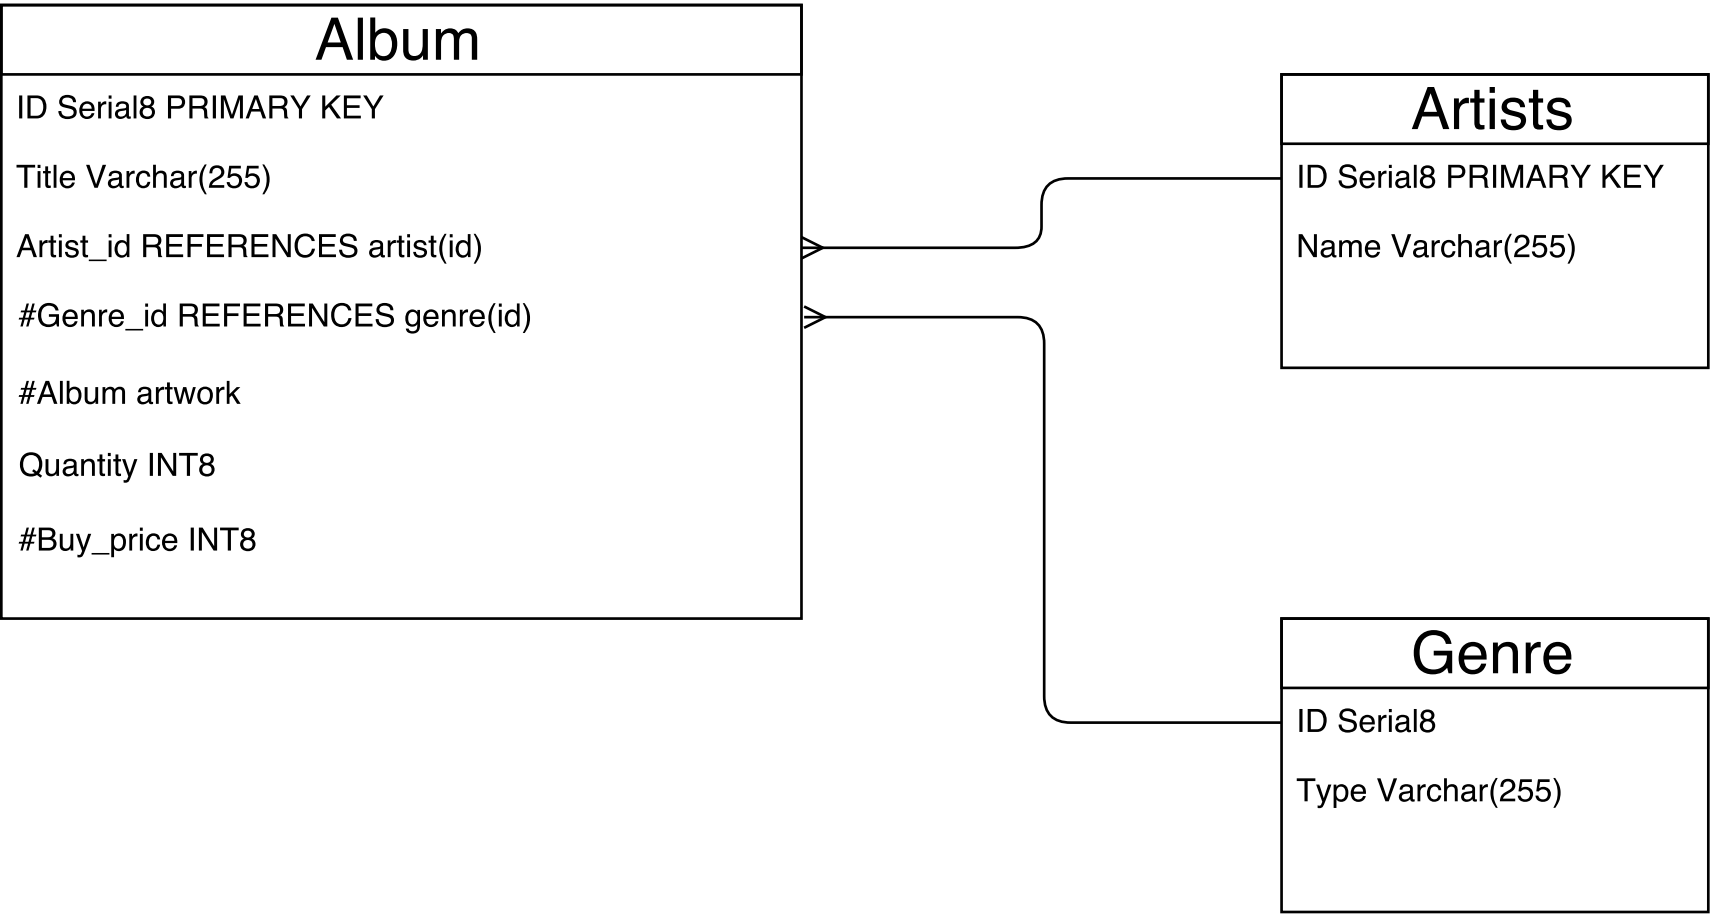 Album
ID Serial8 PRIMARY KEY
Title Varchar(255)
Artist_id REFERENCES artist(id)
#Genre_id REFERENCES genre(id)
#Album artwork
Quantity INT8
#Buy_price INT8
Artists
ID Serial8 PRIMARY KEY
Name Varchar(255)
Genre
ID Serial8
Type Varchar(255)